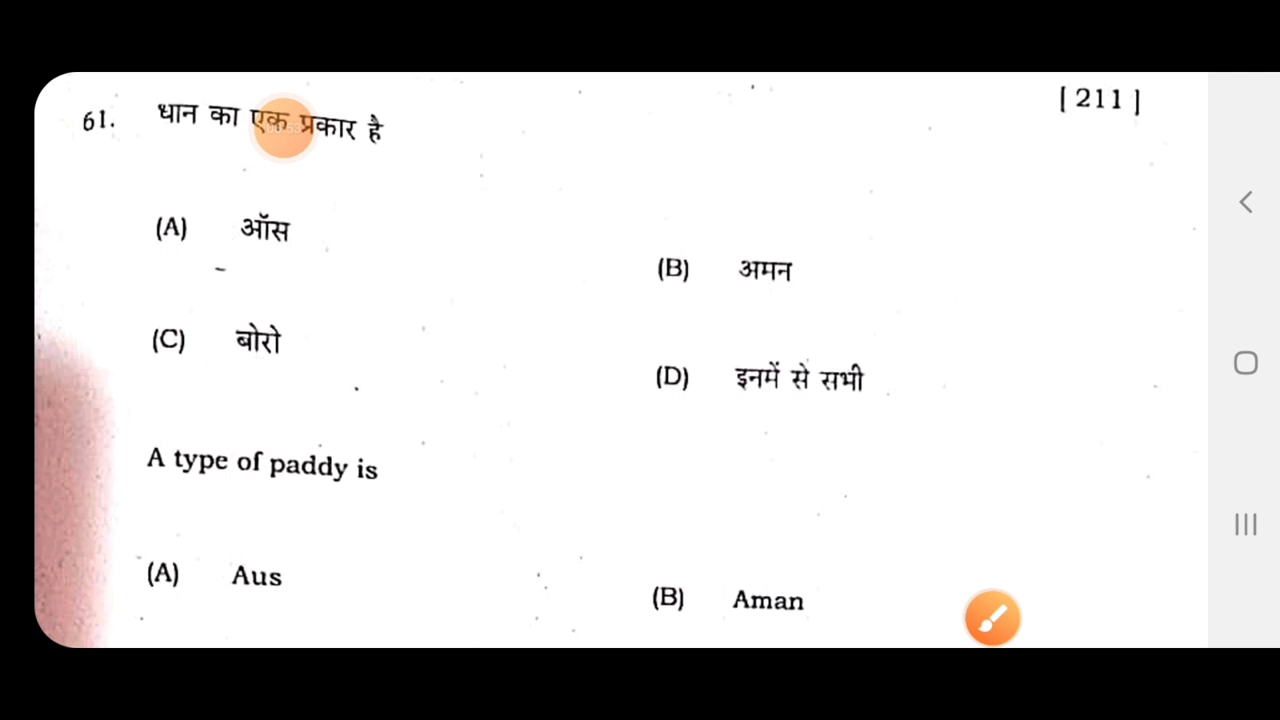 [ 211 ]
61. धान का एक प्रकार है
(A) ऑस
(B) अमन
(C) बोरो
(D) इनमें से सभी
A type of paddy is
(A) Aus
(B) Aman